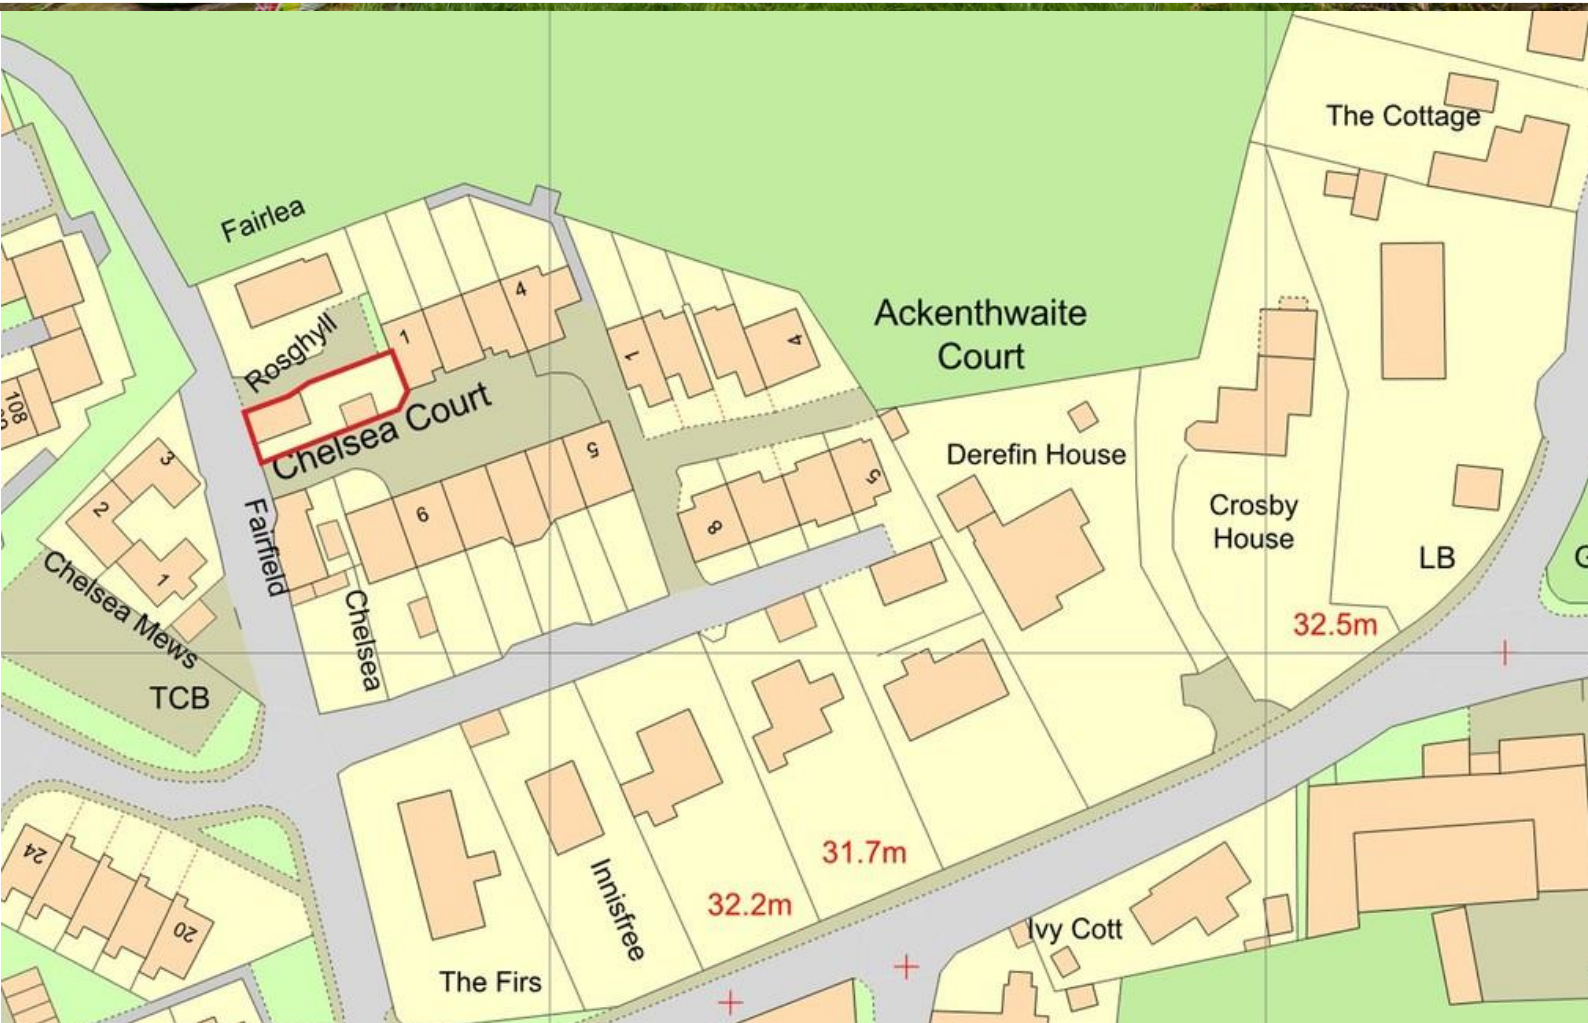 The Cottage
Fairlea
4
Ackenthwaite
Court
Rosghyll
1
1
4
108
Chelsea Court
3
Derefin House
5
5
2
9
8
Crosby
House
Fairfield
LB
Chelsea Mews
1
Chelsea
32.5m
TCB
31.7m
24
32.2m
Innisfree
20
Ivy Cott
The Firs